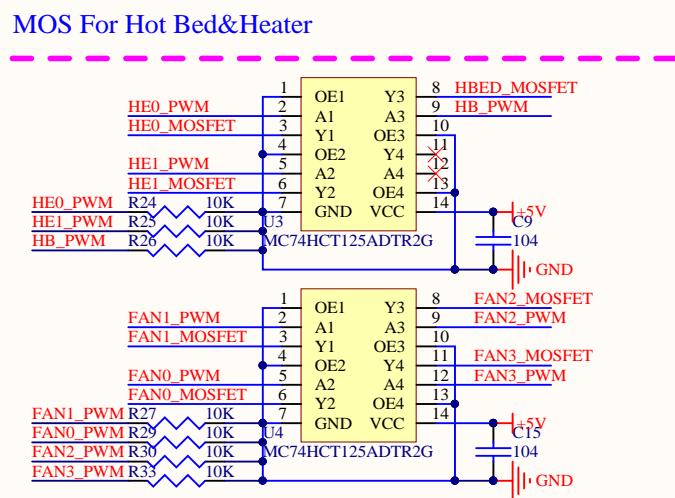 MOS For Hot Bed&Heater
1 OE1 Y3 8 HBED_MOSFET
HE0_PWM 2 A1 A3 9 HB_PWM
HE0_MOSFET 3 Y1 OE3 10
4 OE2 Y4 11
HE1_PWM 5 A2 A4 12
HE1_MOSFET 6 Y2 OE4 13
HE0_PWM R24 10K 7 GND VCC 14 +5V
HE1_PWM R25 10K U3 C9
HB_PWM R26 10K MC74HCT125ADTR2G 104
GND
1 OE1 Y3 8 FAN2_MOSFET
FAN1_PWM 2 A1 A3 9 FAN2_PWM
FAN1_MOSFET 3 Y1 OE3 10
4 OE2 Y4 11 FAN3_MOSFET
FAN0_PWM 5 A2 A4 12 FAN3_PWM
FAN0_MOSFET 6 Y2 OE4 13
FAN1_PWM R27 10K 7 GND VCC 14 +5V
FAN0_PWM R29 10K U4 C15
FAN2_PWM R30 10K MC74HCT125ADTR2G 104
FAN3_PWM R33 10K GND